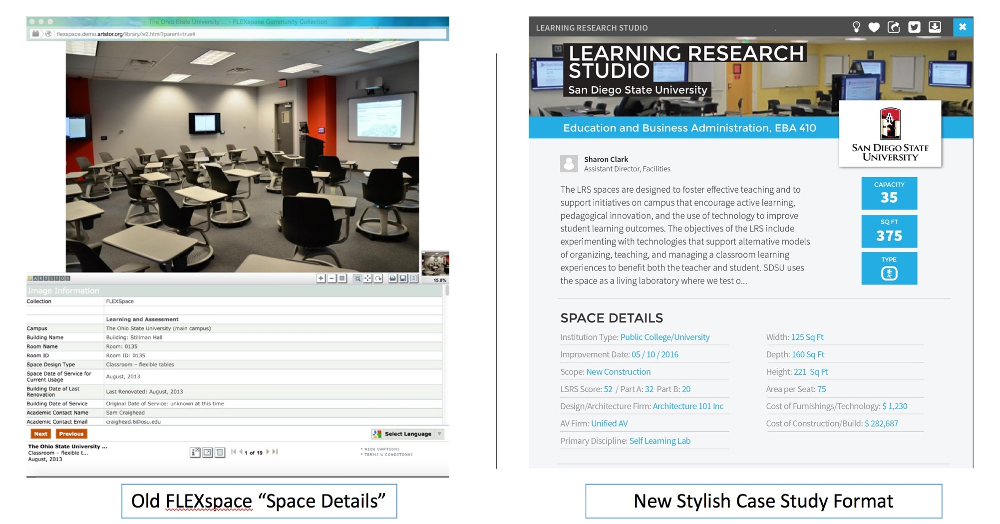 The Ohio State University ... - FLEXspace Community Collection
flexspace.demo.artstor.org/library/iv2.html?parent=true#
ARTSTOR
15.8%
Image Information
Collection FLEXSpace
Learning and Assessment
Campus The Ohio State University (main campus)
Building Name Building: Stillman Hall
Room Name Room: 0135
Room ID Room ID: 0135
Space Design Type Classroom – flexible tables
Space Date of Service for
Current Usage August, 2013
Building Date of Last
Renovation Last Renovated: August, 2013
Building Date of Service Original Date of Service: unknown at this time
Academic Contact Name Sam Craighead
Academic Contact Email craighead.6@osu.edu
Next Previous Select Language
The Ohio State University ...
Classroom – flexible t...
August, 2013
1 of 19
HIDE CAPTIONS
TERMS & CONDITIONS
Old FLEXspace “Space Details”
LEARNING RESEARCH STUDIO
LEARNING RESEARCH
STUDIO
San Diego State University
Education and Business Administration, EBA 410
SAN DIEGO STATE
UNIVERSITY
Sharon Clark
Assistant Director, Facilities
The LRS spaces are designed to foster effective teaching and to
support initiatives on campus that encourage active learning,
pedagogical innovation, and the use of technology to improve
student learning outcomes. The objectives of the LRS include
experimenting with technologies that support alternative models
of organizing, teaching, and managing a classroom learning
experiences to benefit both the teacher and student. SDSU uses
the space as a living laboratory where we test o...
CAPACITY
35
SQ FT
375
TYPE
SPACE DETAILS
Institution Type: Public College/University
Improvement Date: 05 / 10 / 2016
Scope: New Construction
LSRS Score: 52 / Part A: 32 Part B: 20
Design/Architecture Firm: Architecture 101 Inc
AV Firm: Unified AV
Primary Discipline: Self Learning Lab
Width: 125 Sq Ft
Depth: 160 Sq Ft
Height: 221 Sq Ft
Area per Seat: 75
Cost of Furnishings/Technology: $ 1,230
Cost of Construction/Build: $ 282,687
New Stylish Case Study Format